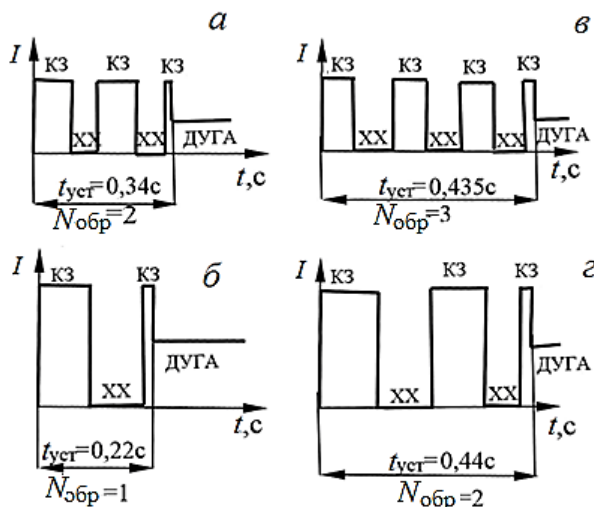 а
I
КЗ КЗ КЗ
ХХ ХХ ДУГА
t,с
tуст=0,34с
Nобр=2
в
I
КЗ КЗ КЗ КЗ
ХХ ХХ ХХ ДУГА
t,с
tуст=0,435с
Nобр=3
б
I
КЗ КЗ
ХХ ДУГА
t,с
tуст=0,22с
Nобр=1
г
I
КЗ КЗ КЗ
ХХ ХХ ДУГА
t,с
tуст=0,44с
Nобр=2